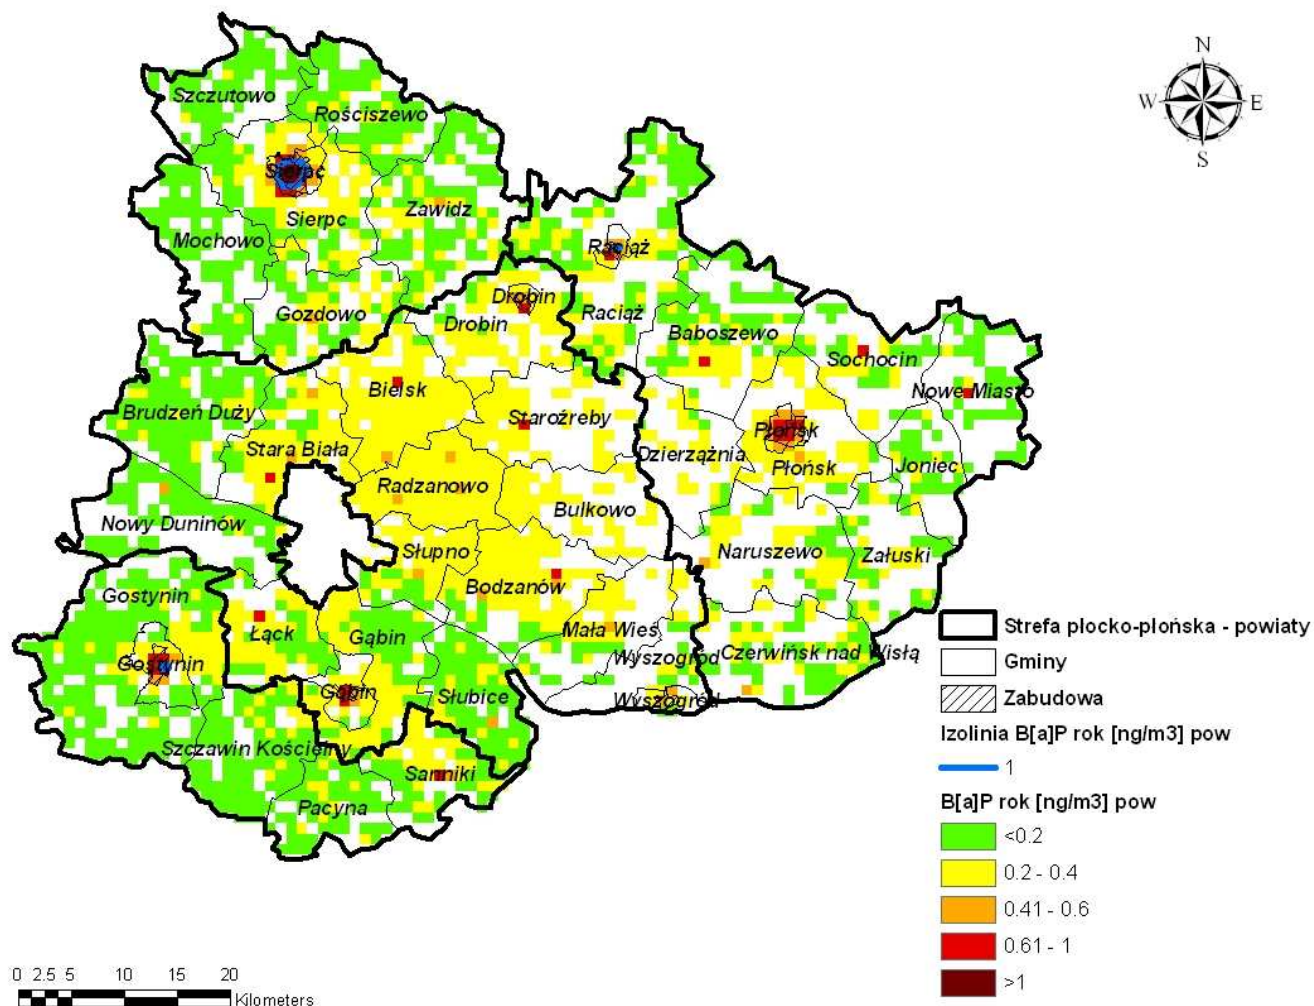 N
W E
S
Szczutowo
Rościszewo
Sierpc
Sierpc
Zawidz
Mochowo
Raciąż
Gozdowo
Drobin
Drobin
Raciąż
Baboszewo
Sochocin
Nowe Miasto
Bielsk
Brudzeń Duży
Staroźreby
Stara Biała
Dzierzążnia
Płońsk
Płońsk
Joniec
Radzanowo
Bulkowo
Nowy Duninów
Słupno
Naruszewo
Załuski
Bodzanów
Gostynin
Łąck
Gąbin
Mała Wieś
Wyszogród
Czerwińsk nad Wisłą
Gostynin
Gąbin
Słubice
Wyszogród
Szczawin Kościelny
Sanniki
Pacyna
Strefa płocko-płońska - powiaty
Gminy
Zabudowa
Izolinia B[a]P rok [ng/m3] pow
1
B[a]P rok [ng/m3] pow
<0.2
0.2 - 0.4
0.41 - 0.6
0.61 - 1
>1
0 2.5 5 10 15 20
Kilometers